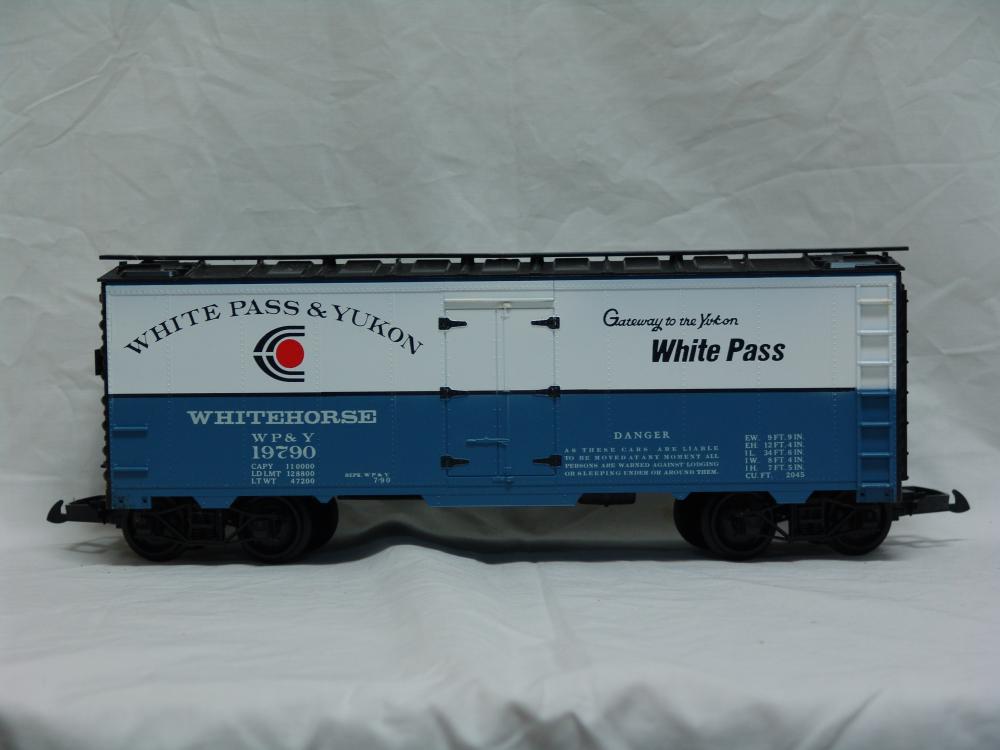 WHITE PASS & YUKON
Gateway to the Yukon
White Pass
WHITEHORSE
WP & Y
19790
CAPY 110000
LD LMT 128800
LT WT 47200
REPK. W.P. & Y.
7-90
DANGER
AS THESE CARS ARE LIABLE
TO BE MOVED AT ANY MOMENT ALL
PERSONS ARE WARNED AGAINST LODGING
OR SLEEPING UNDER OR AROUND THEM.
EW. 9 FT. 9 IN.
EH. 12 FT. 4 IN.
I L. 34 FT. 6 IN.
I W. 8 FT. 4 IN.
I H. 7 FT. 5 IN.
CU. FT. 2045